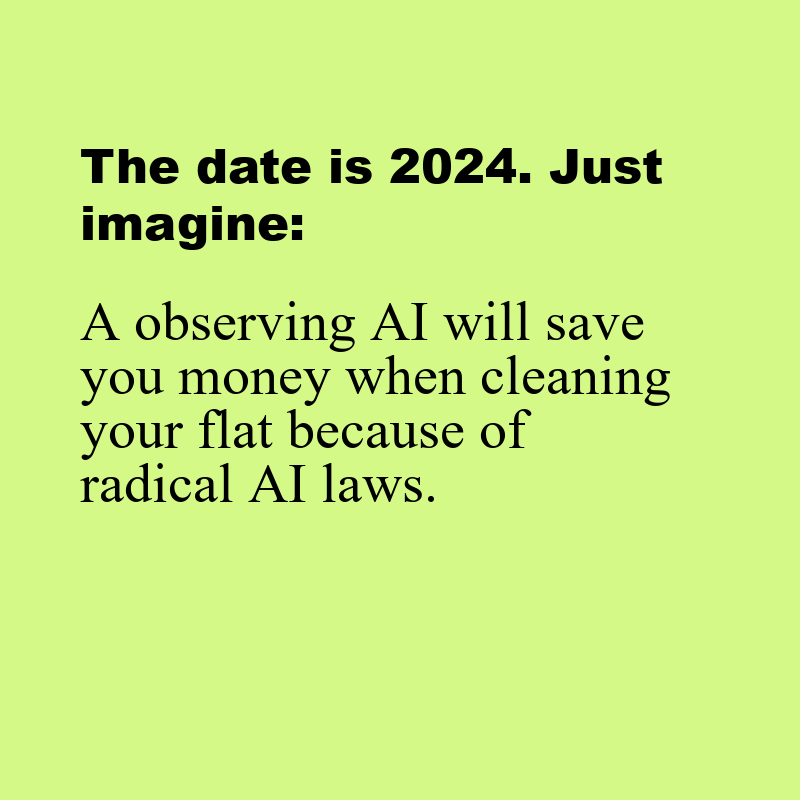 The date is 2024. Just
imagine:
A observing AI will save
you money when cleaning
your flat because of
radical AI laws.